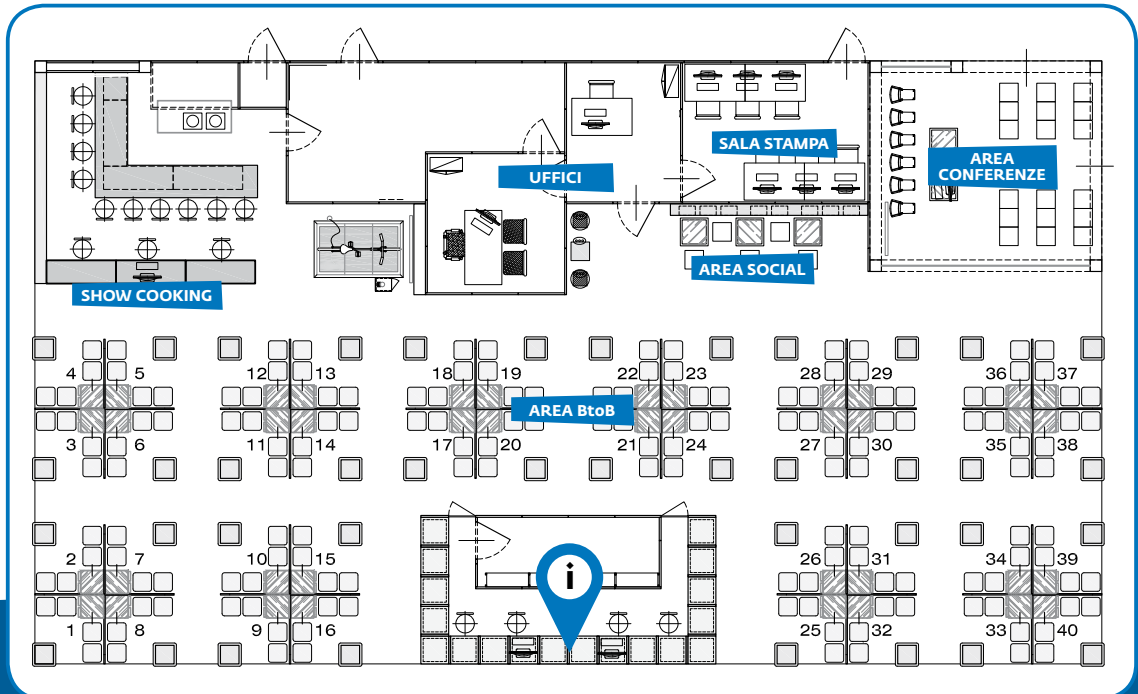 SALA STAMPA
UFFICI
AREA
CONFERENZE
AREA SOCIAL
SHOW COOKING
4 5 12 13 18 19 22 23 28 29 36 37
AREA BtoB
3 6 11 14 17 20 21 24 27 30 35 38
2 7 10 15 26 31 34 39
i
1 8 9 16 25 32 33 40